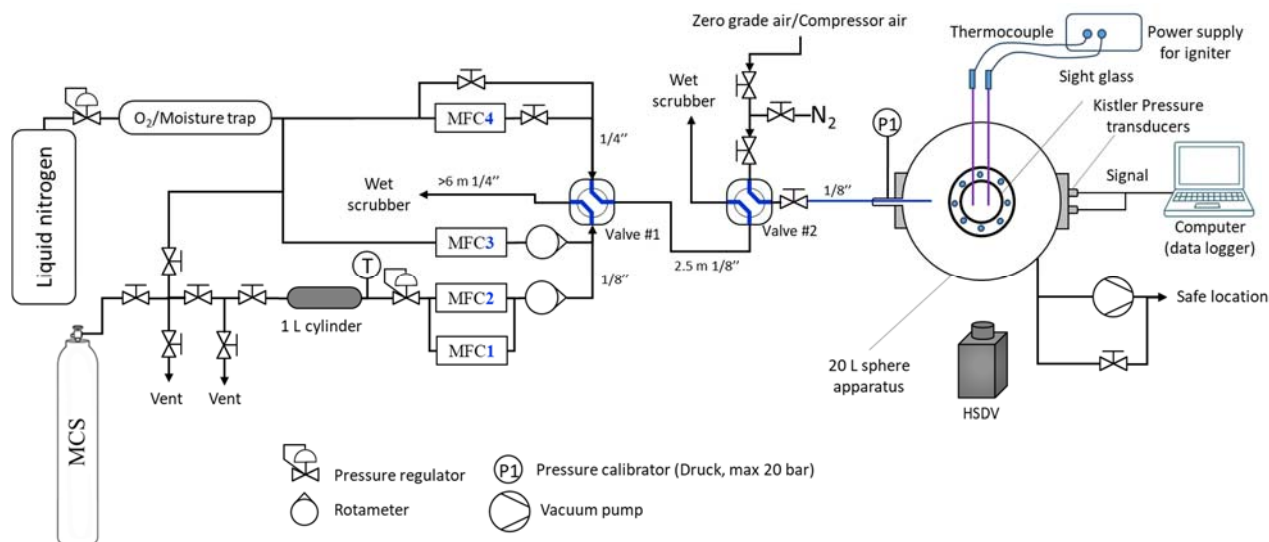 Zero grade air/Compressor air
Thermocouple
Power supply
for igniter
Sight glass
Kistler Pressure
transducers
Wet
scrubber
N₂
P1
O₂/Moisture trap
MFC4
1/4’’
Liquid nitrogen
>6 m 1/4’’
Wet
scrubber
Valve #1
1/8’’
Valve #2
Signal
Computer
(data logger)
MFC3
2.5 m 1/8’’
T
1/8’’
MFC2
1 L cylinder
MFC1
Safe location
Vent
Vent
20 L sphere
apparatus
HSDV
MCS
Pressure regulator
P1
Pressure calibrator (Druck, max 20 bar)
Rotameter
Vacuum pump